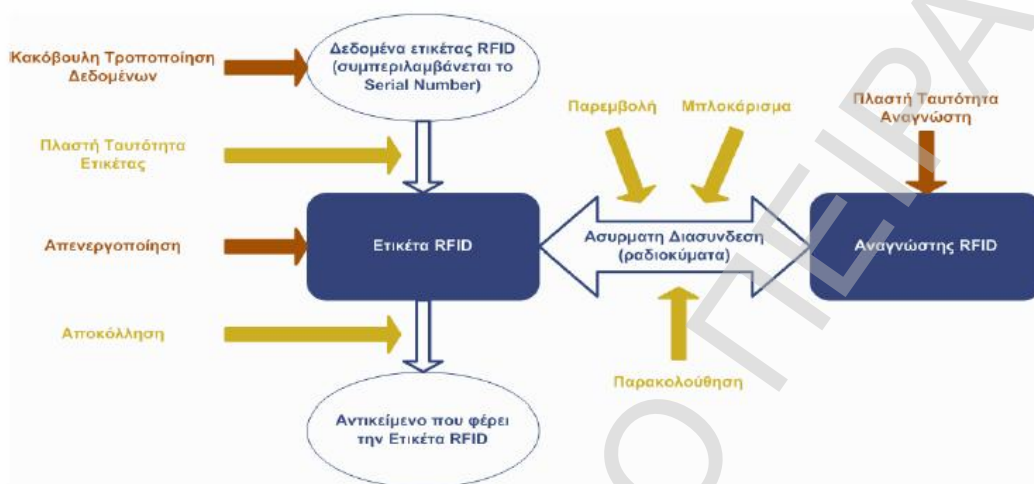 Κακόβουλη Τροποποίηση
Δεδομένων
Δεδομένα ετικέτας RFID
(συμπεριλαμβάνεται το
Serial Number)
Παρεμβολή
Μπλοκάρισμα
Πλαστή Ταυτότητα
Αναγνώστη
Πλαστή Ταυτότητα
Ετικέτας
Απενεργοποίηση
Ετικέτα RFID
Ασυρματη Διασυνδεση
(ραδιοκύματα)
Αναγνώστης RFID
Αποκόλληση
Παρακολούθηση
Αντικείμενο που φέρει
την Ετικέτα RFID
Ο ΠΕΙΡΑ